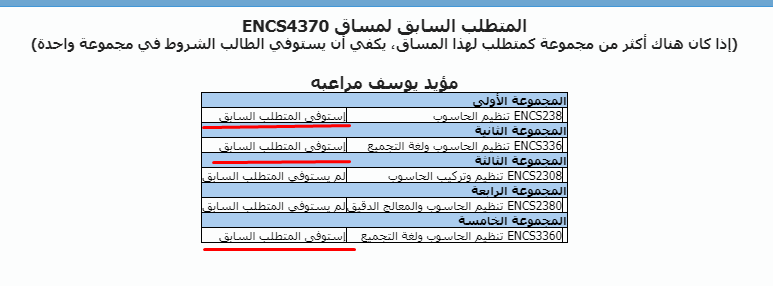 المتطلب السابق لمساق ENCS4370
(إذا كان هناك أكثر من مجموعة كمتطلب لهذا المساق، يكفي أن يستوفي الطالب الشروط في مجموعة واحدة)
مؤيد يوسف مراعبه
المجموعة الأولى
ENCS238 تنظيم الحاسوب إستوفى المتطلب السابق
المجموعة الثانية
ENCS336 تنظيم الحاسوب ولغة التجميع إستوفى المتطلب السابق
المجموعة الثالثة
ENCS2308 تنظيم وتركيب الحاسوب لم يستوفي المتطلب السابق
المجموعة الرابعة
ENCS2380 تنظيم الحاسوب والمعالج الدقيق لم يستوفي المتطلب السابق
المجموعة الخامسة
ENCS3360 تنظيم الحاسوب ولغة التجميع إستوفى المتطلب السابق